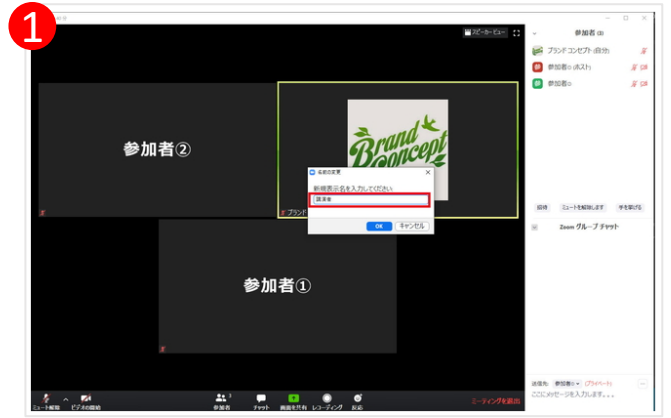 1
スピーカー ビュー
参加者 (3)
ブランド コンセプト (自分)
参加者① (ホスト)
参加者②
参加者②
Brand
Concept
名前の変更
新規表示名を入力してください:
講演者
OK
キャンセル
参加者①
招待
ミュートを解除します
手を挙げる
Zoom グループ チャット
送信先:
(プライベート)
ここにメッセージを入力します...
ミュート解除
ビデオの開始
参加者
3
チャット
画面を共有
レコーディング
反応
ミーティングを退出